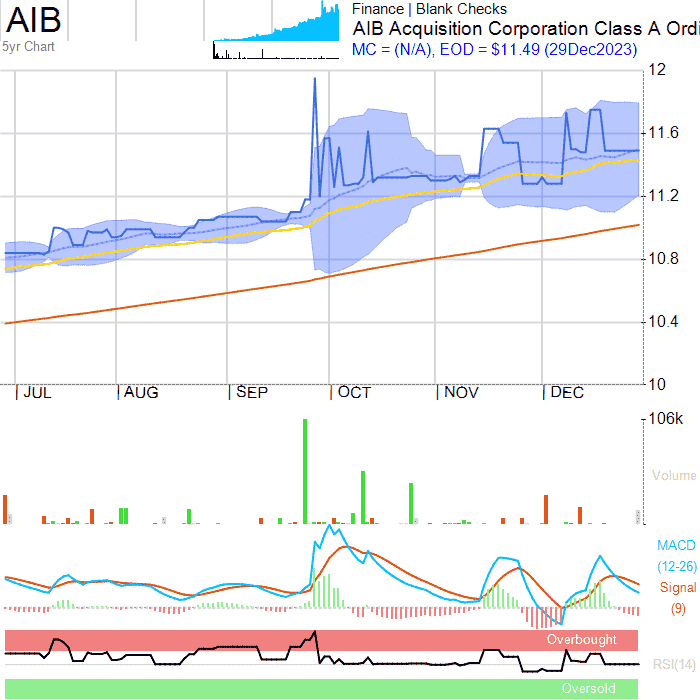 AIB
5yr Chart
Finance | Blank Checks
AIB Acquisition Corporation Class A Ordi
MC = (N/A), EOD = $11.49 (29Dec2023)
12
11.6
11.2
10.8
10.4
10
JUL
AUG
SEP
OCT
NOV
DEC
106k
Volume
MACD
(12-26)
Signal
(9)
Overbought
RSI(14)
Oversold